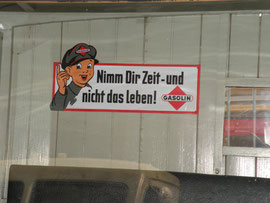 Nimm Dir Zeit-und
nicht das Leben!
GASOLIN